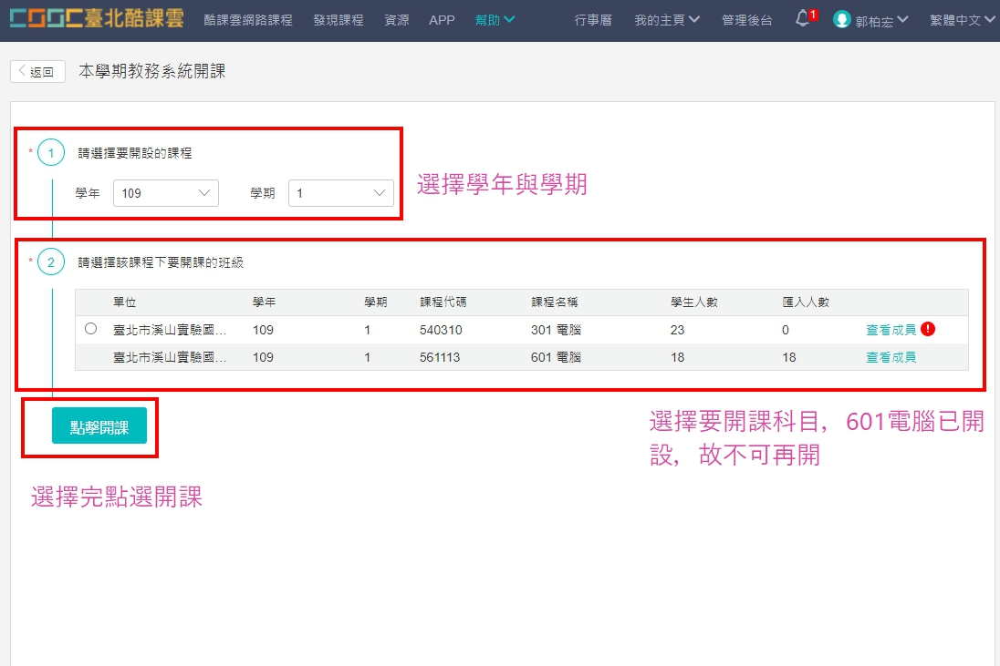 COOC臺北酷課雲 酷課雲網路課程 發現課程 資源 APP 幫助 行事曆 我的主頁 管理後台 1 郭柏宏 繁體中文
返回 本學期教務系統開課
* 1 請選擇要開設的課程
學年 109 學期 1
選擇學年與學期
* 2 請選擇該課程下要開課的班級
單位 學年 學期 課程代碼 課程名稱 學生人數 匯入人數
臺北市溪山實驗國... 109 1 540310 301 電腦 23 0 查看成員 !
臺北市溪山實驗國... 109 1 561113 601 電腦 18 18 查看成員
點擊開課
選擇要開課科目，601電腦已開
設，故不可再開
選擇完點選開課